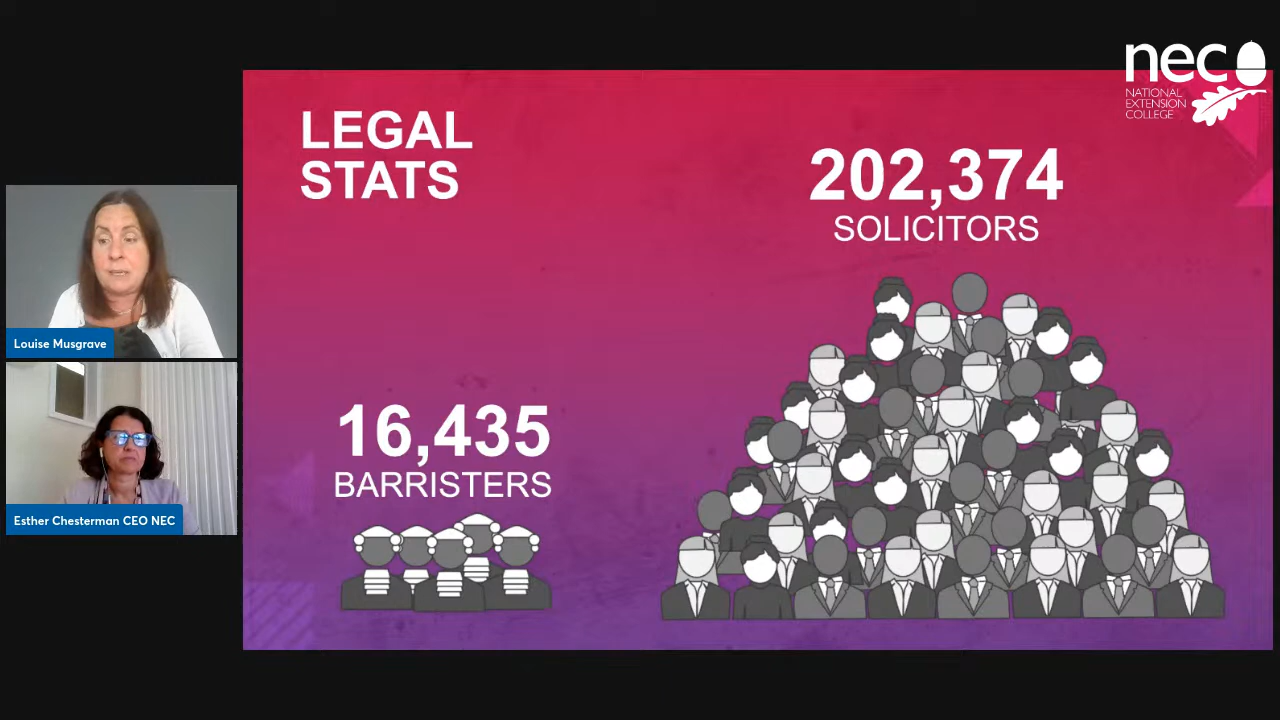 nec
NATIONAL
EXTENSION
COLLEGE
LEGAL
STATS
202,374
SOLICITORS
16,435
BARRISTERS
Louise Musgrave
Esther Chesterman CEO NEC